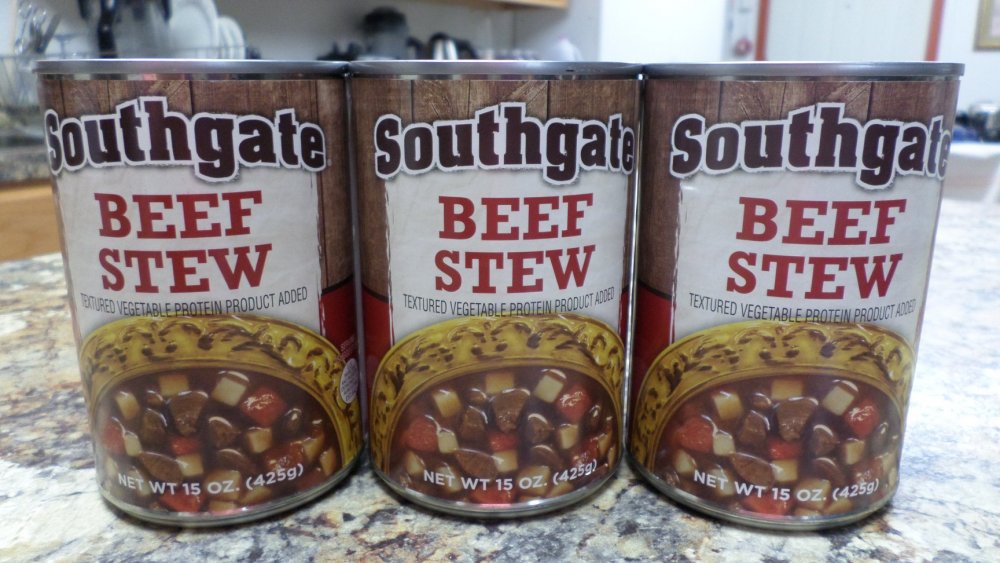 Southgate
BEEF
STEW
TEXTURED VEGETABLE PROTEIN PRODUCT ADDED
NET WT 15 OZ. (425g)
Southgate
BEEF
STEW
TEXTURED VEGETABLE PROTEIN PRODUCT ADDED
NET WT 15 OZ. (425g)
Southgate
BEEF
STEW
TEXTURED VEGETABLE PROTEIN PRODUCT ADDED
NET WT 15 OZ. (425g)